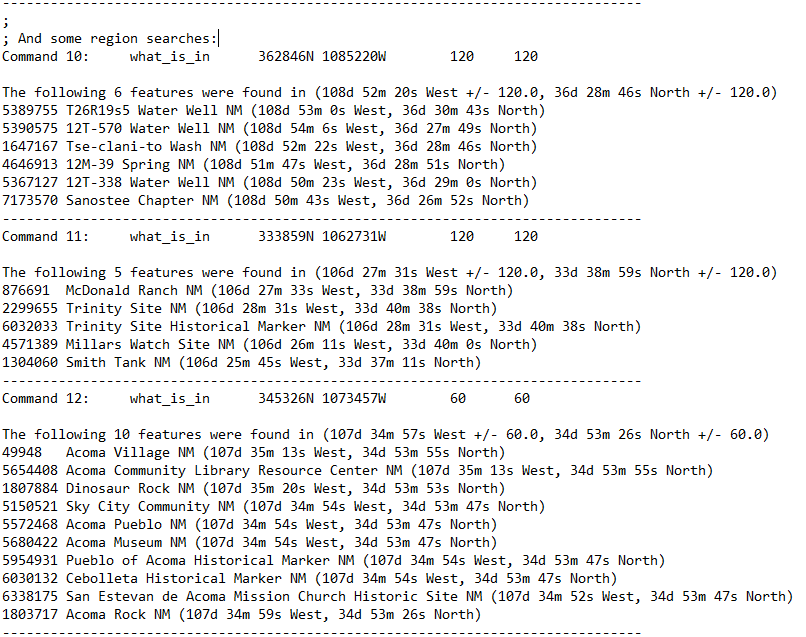 --------------------------------------------------------------------------------
;
; And some region searches:
Command 10:     what_is_in      362846N 1085220W        120     120

The following 6 features were found in (108d 52m 20s West +/- 120.0, 36d 28m 46s North +/- 120.0)
5389755 T26R19s5 Water Well NM (108d 53m 0s West, 36d 30m 43s North)
5390575 12T-570 Water Well NM (108d 54m 6s West, 36d 27m 49s North)
1647167 Tse-clani-to Wash NM (108d 52m 22s West, 36d 28m 46s North)
4646913 12M-39 Spring NM (108d 51m 47s West, 36d 28m 51s North)
5367127 12T-338 Water Well NM (108d 50m 23s West, 36d 29m 0s North)
7173570 Sanostee Chapter NM (108d 50m 43s West, 36d 26m 52s North)
--------------------------------------------------------------------------------
Command 11:     what_is_in      333859N 1062731W        120     120

The following 5 features were found in (106d 27m 31s West +/- 120.0, 33d 38m 59s North +/- 120.0)
876691  McDonald Ranch NM (106d 27m 33s West, 33d 38m 59s North)
2299655 Trinity Site NM (106d 28m 31s West, 33d 40m 38s North)
6032033 Trinity Site Historical Marker NM (106d 28m 31s West, 33d 40m 38s North)
4571389 Millars Watch Site NM (106d 26m 11s West, 33d 40m 0s North)
1304060 Smith Tank NM (106d 25m 45s West, 33d 37m 11s North)
--------------------------------------------------------------------------------
Command 12:     what_is_in      345326N 1073457W        60      60

The following 10 features were found in (107d 34m 57s West +/- 60.0, 34d 53m 26s North +/- 60.0)
49948   Acoma Village NM (107d 35m 13s West, 34d 53m 55s North)
5654408 Acoma Community Library Resource Center NM (107d 35m 13s West, 34d 53m 55s North)
1807884 Dinosaur Rock NM (107d 35m 20s West, 34d 53m 53s North)
5150521 Sky City Community NM (107d 34m 54s West, 34d 53m 47s North)
5572468 Acoma Pueblo NM (107d 34m 54s West, 34d 53m 47s North)
5680422 Acoma Museum NM (107d 34m 54s West, 34d 53m 47s North)
5954931 Pueblo of Acoma Historical Marker NM (107d 34m 54s West, 34d 53m 47s North)
6030132 Cebolleta Historical Marker NM (107d 34m 54s West, 34d 53m 47s North)
6338175 San Estevan de Acoma Mission Church Historic Site NM (107d 34m 52s West, 34d 53m 47s North)
1803717 Acoma Rock NM (107d 34m 59s West, 34d 53m 26s North)
--------------------------------------------------------------------------------